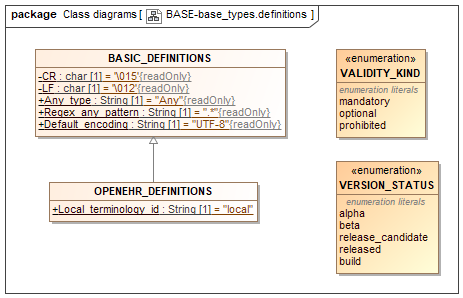 package Class diagrams [ BASE-base_types.definitions ]
BASIC_DEFINITIONS
-CR : char [1] = '\015'{readOnly}
-LF : char [1] = '\012'{readOnly}
+Any_type : String [1] = "Any"{readOnly}
+Regex_any_pattern : String [1] = ".*"{readOnly}
+Default_encoding : String [1] = "UTF-8"{readOnly}
OPENEHR_DEFINITIONS
+Local_terminology_id : String [1] = "local"
«enumeration»
VALIDITY_KIND
enumeration literals
mandatory
optional
prohibited
«enumeration»
VERSION_STATUS
enumeration literals
alpha
beta
release_candidate
released
build